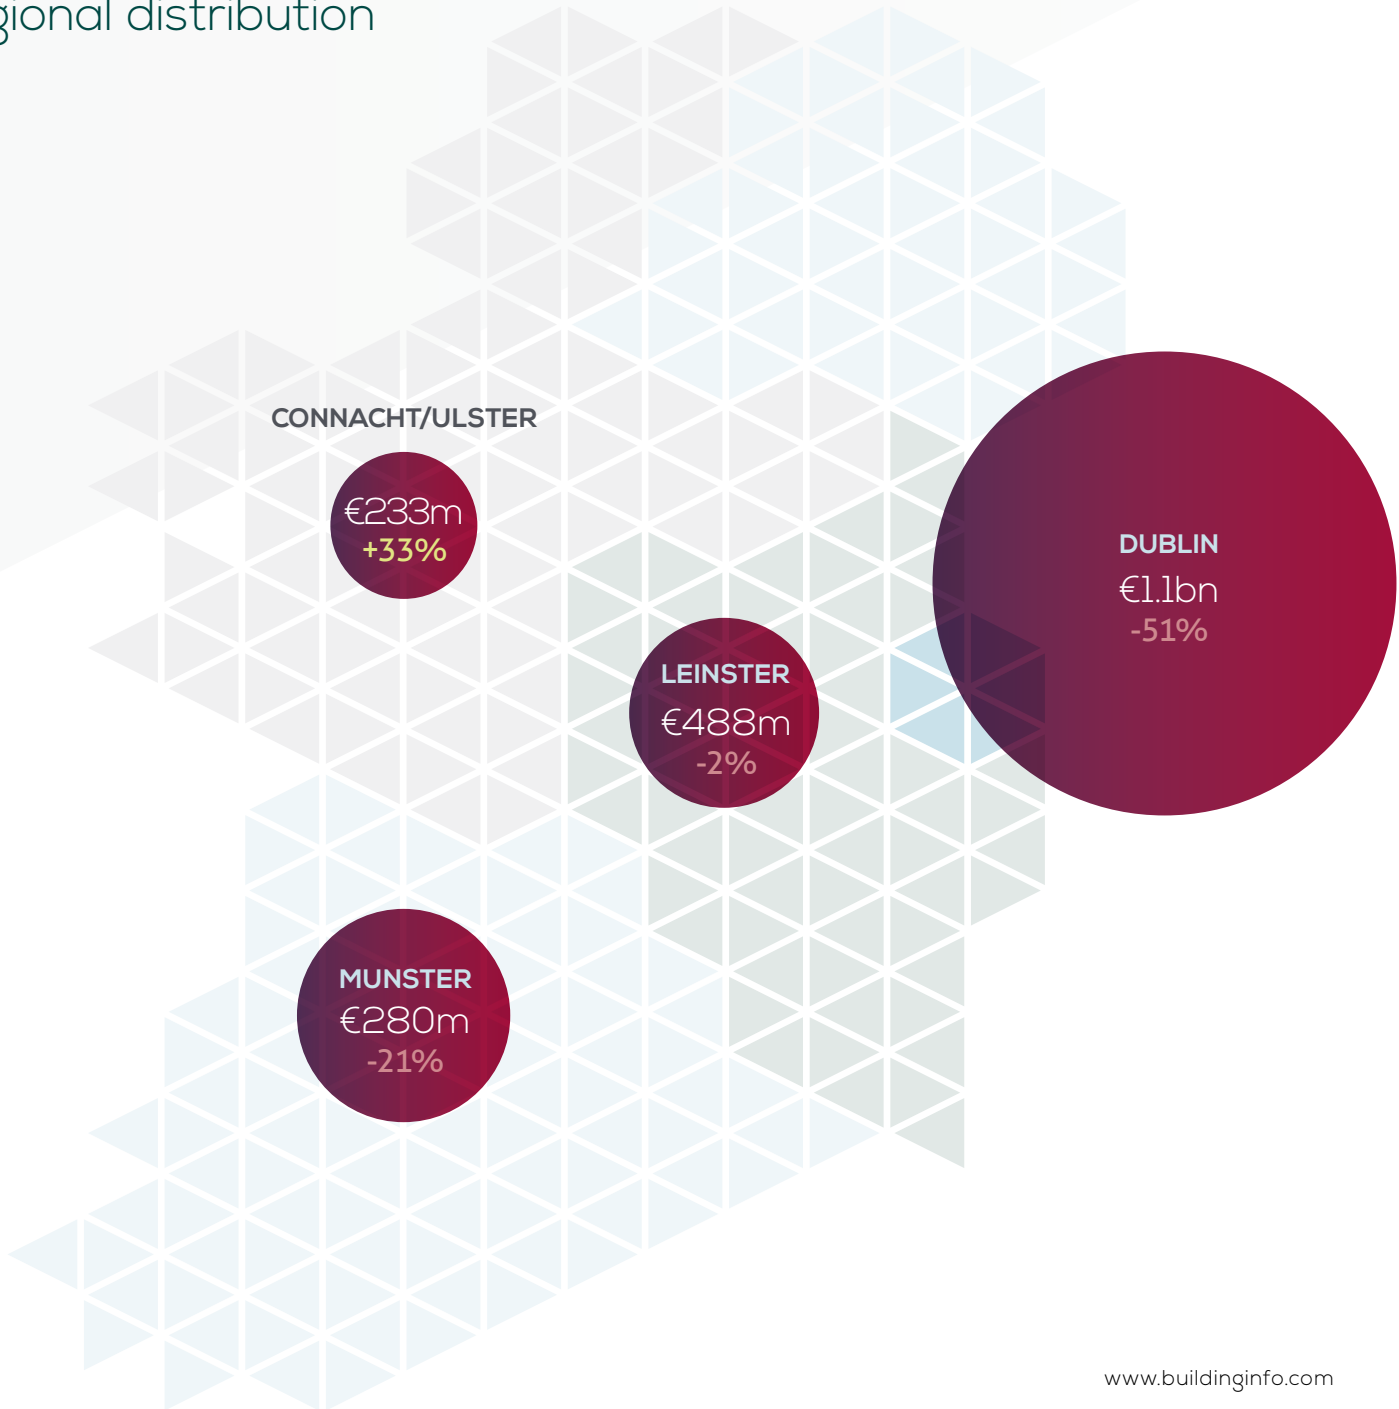 gional distribution
CONNACHT/ULSTER
€233m
+33%
DUBLIN
€1.1bn
-51%
LEINSTER
€488m
-2%
MUNSTER
€280m
-21%
www.buildinginfo.com